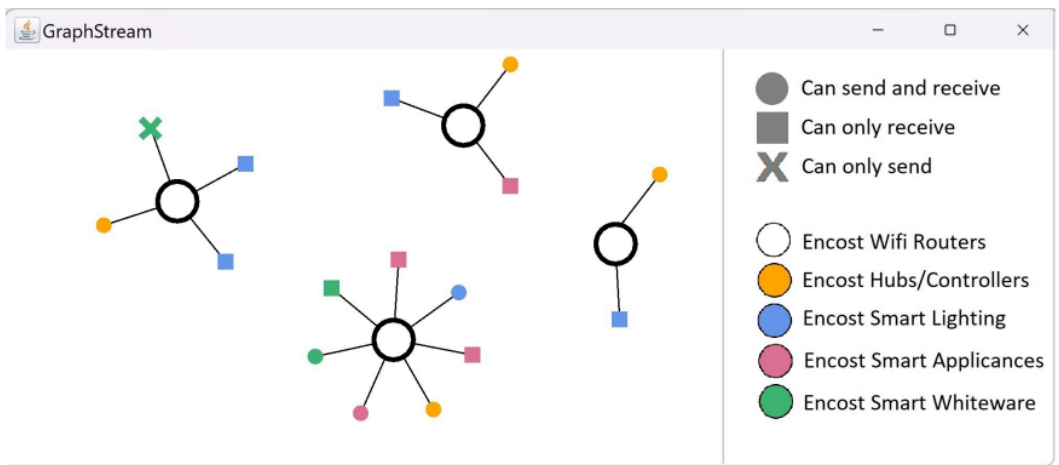 GraphStream
Can send and receive
Can only receive
Can only send
Encost Wifi Routers
Encost Hubs/Controllers
Encost Smart Lighting
Encost Smart Applicances
Encost Smart Whiteware